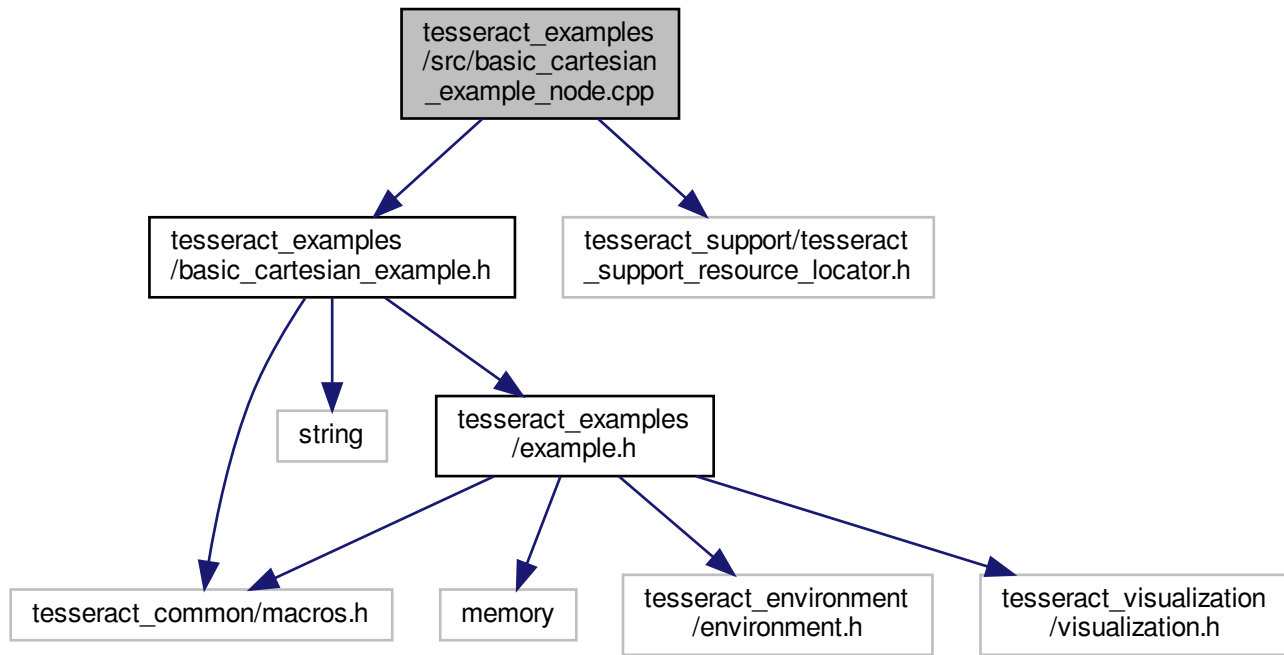 tesseract_examples
/src/basic_cartesian
_example_node.cpp
tesseract_examples
/basic_cartesian_example.h
tesseract_support/tesseract
_support_resource_locator.h
string
tesseract_examples
/example.h
tesseract_common/macros.h
memory
tesseract_environment
/environment.h
tesseract_visualization
/visualization.h